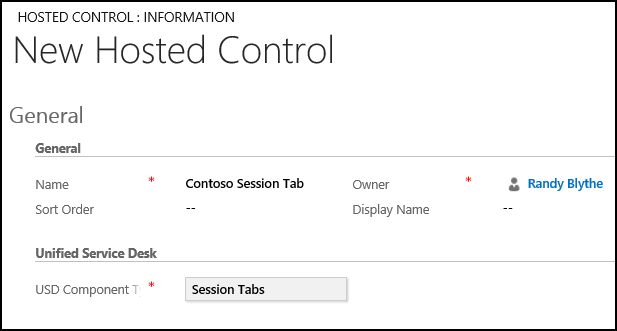 HOSTED CONTROL : INFORMATION
New Hosted Control
General
General
Name * Contoso Session Tab Owner * Randy Blythe
Sort Order -- Display Name --
Unified Service Desk
USD Component T * Session Tabs